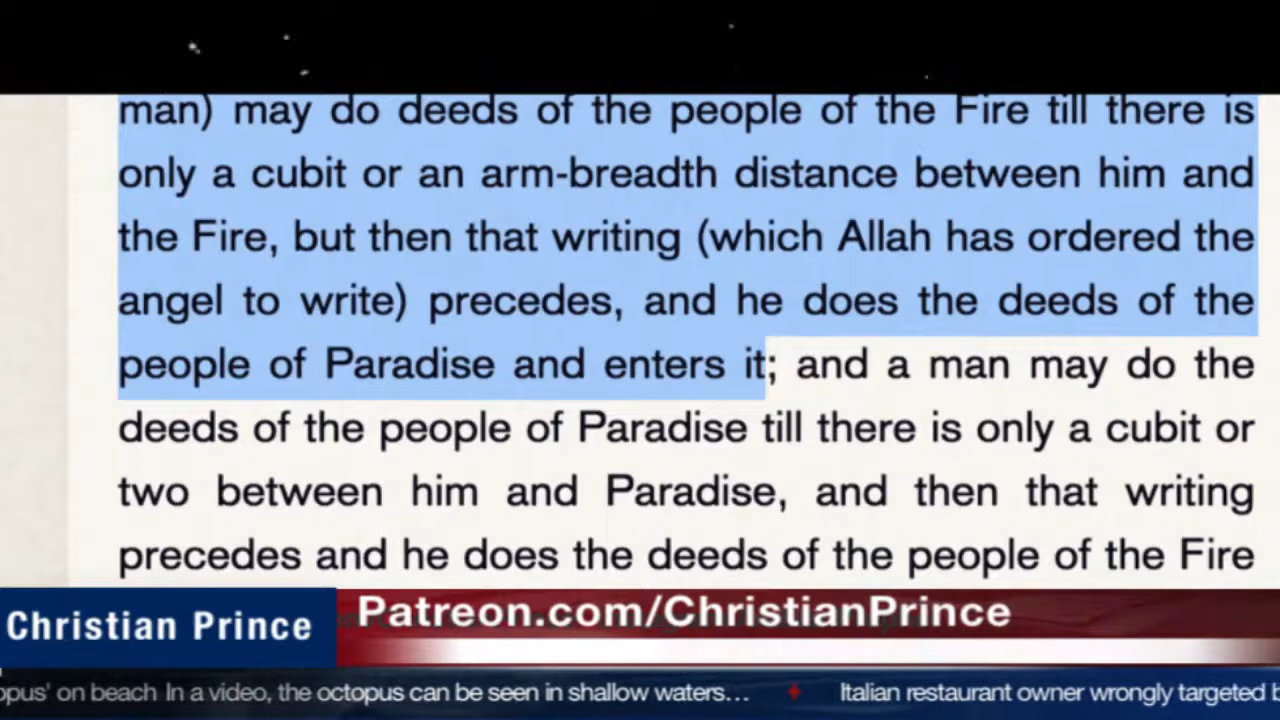 man) may do deeds of the people of the Fire till there is
only a cubit or an arm-breadth distance between him and
the Fire, but then that writing (which Allah has ordered the
angel to write) precedes, and he does the deeds of the
people of Paradise and enters it; and a man may do the
deeds of the people of Paradise till there is only a cubit or
two between him and Paradise, and then that writing
precedes and he does the deeds of the people of the Fire
Christian Prince
Patreon.com/ChristianPrince
opus' on beach In a video, the octopus can be seen in shallow waters... Italian restaurant owner wrongly targeted b